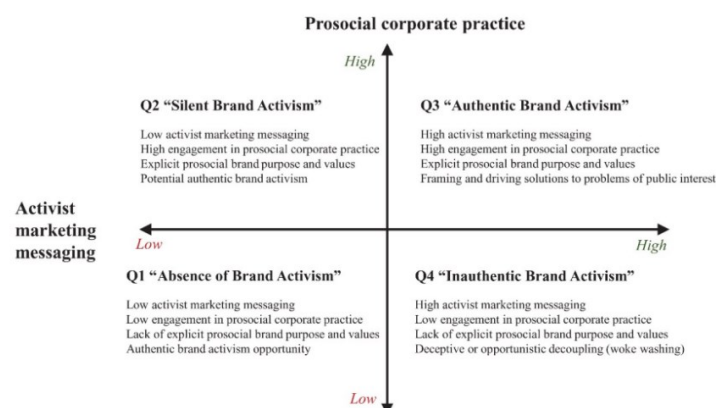 Prosocial corporate practice
High
Q2 “Silent Brand Activism”
Low activist marketing messaging
High engagement in prosocial corporate practice
Explicit prosocial brand purpose and values
Potential authentic brand activism
Q3 “Authentic Brand Activism”
High activist marketing messaging
High engagement in prosocial corporate practice
Explicit prosocial brand purpose and values
Framing and driving solutions to problems of public interest
Activist
marketing
messaging
Low
High
Q1 “Absence of Brand Activism”
Low activist marketing messaging
Low engagement in prosocial corporate practice
Lack of explicit prosocial brand purpose and values
Authentic brand activism opportunity
Q4 “Inauthentic Brand Activism”
High activist marketing messaging
Low engagement in prosocial corporate practice
Lack of explicit prosocial brand purpose and values
Deceptive or opportunistic decoupling (woke washing)
Low